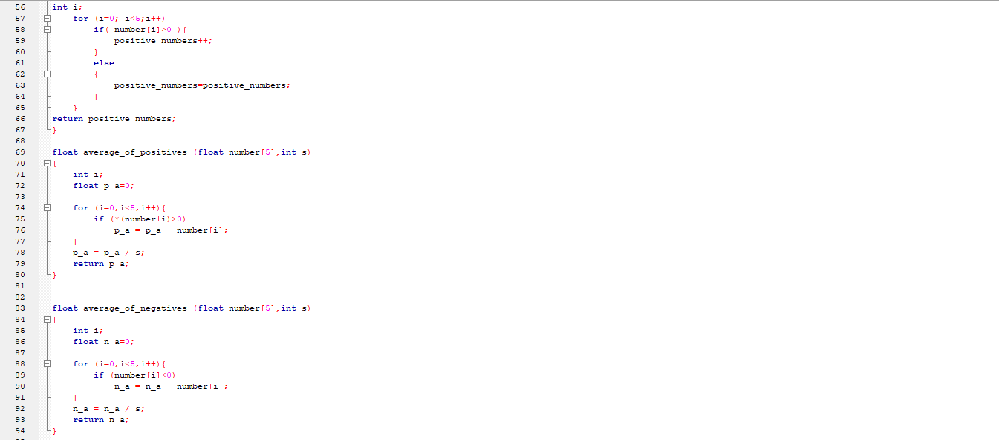 56 int i;
57 for (i=0; i<5;i++){
58 if( number[i]>0 ){
59 positive_numbers++;
60 }
61 else
62 {
63 positive_numbers=positive_numbers;
64 }
65 }
66 return positive_numbers;
67 }
68
69 float average_of_positives (float number[5],int s)
70 {
71 int i;
72 float p_a=0;
73
74 for (i=0;i<5;i++){
75 if (*(number+i)>0)
76 p_a = p_a + number[i];
77 }
78 p_a = p_a / s;
79 return p_a;
80 }
81
82
83 float average_of_negatives (float number[5],int s)
84 {
85 int i;
86 float n_a=0;
87
88 for (i=0;i<5;i++){
89 if (number[i]<0)
90 n_a = n_a + number[i];
91 }
92 n_a = n_a / s;
93 return n_a;
94 }